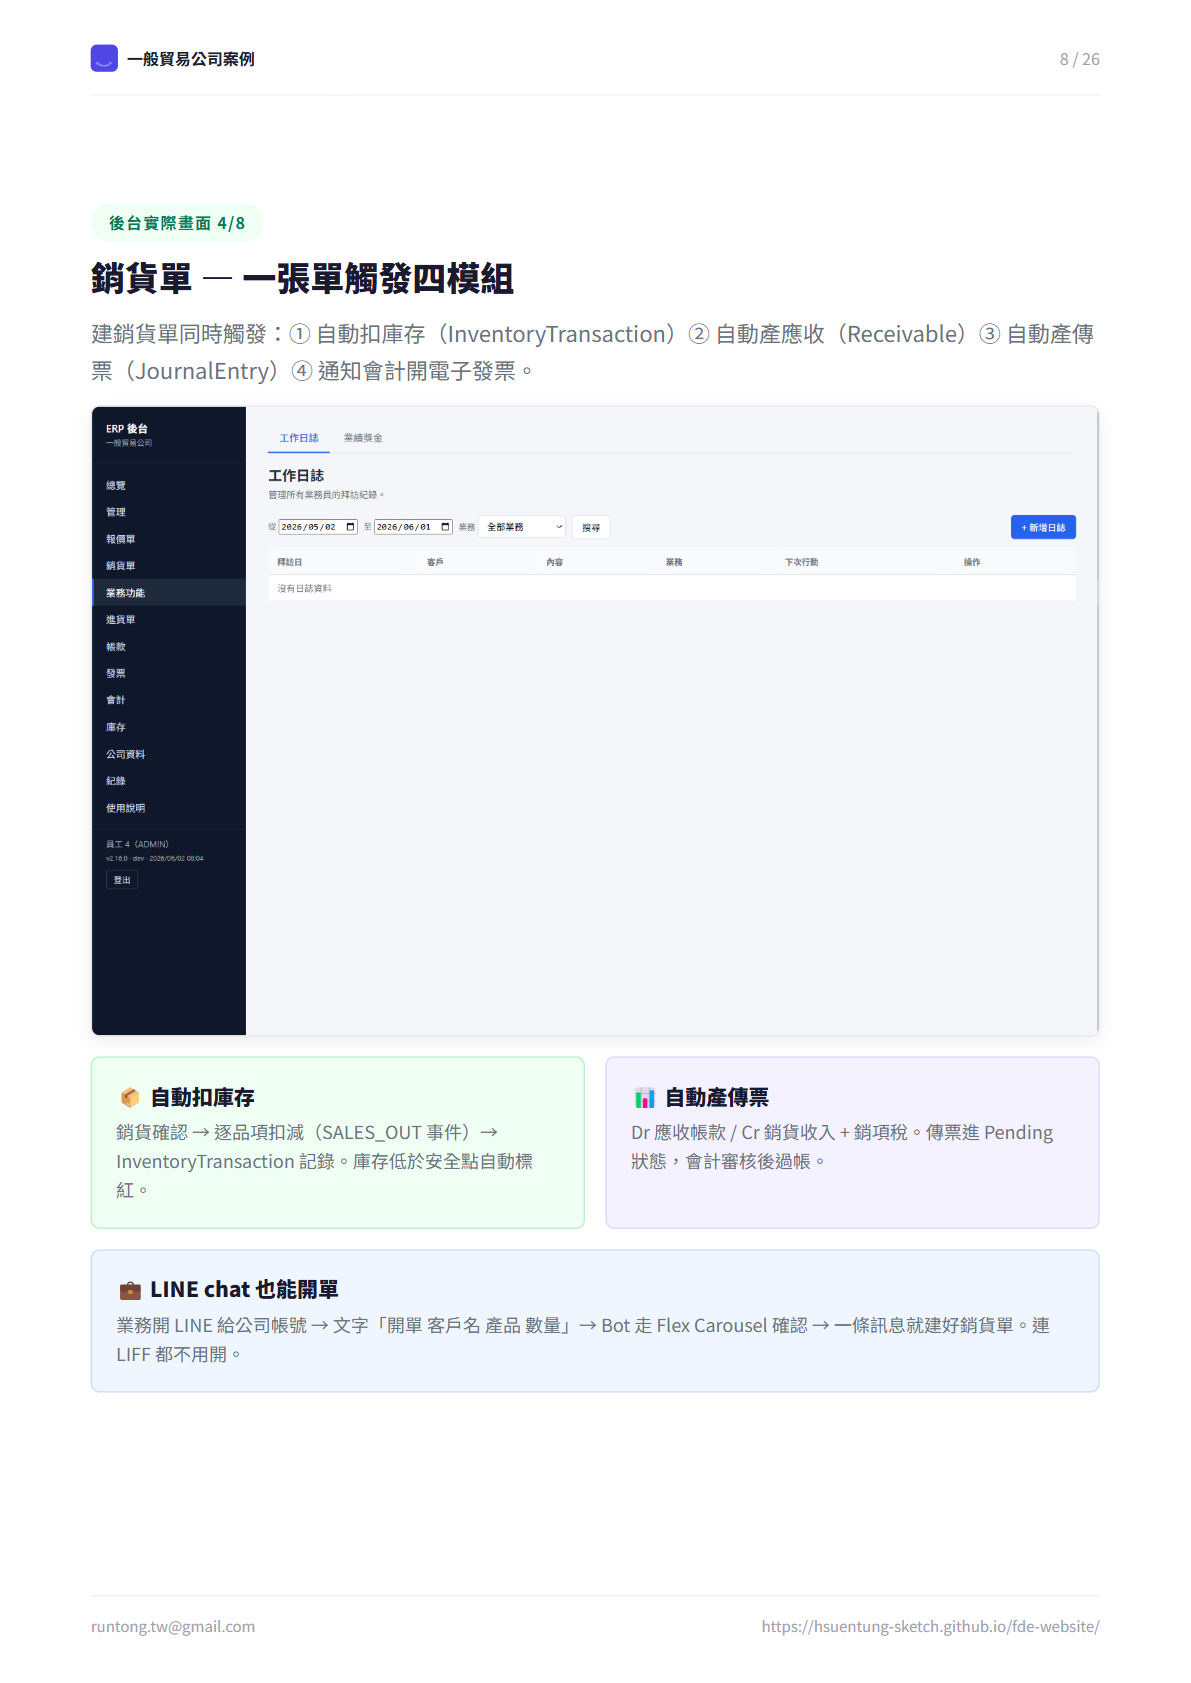 一般貿易公司案例
8 / 26
後台實際畫面 4/8
銷貨單 — 一張單觸發四模組
建銷貨單同時觸發：① 自動扣庫存（InventoryTransaction）② 自動產應收（Receivable）③ 自動產傳
票（JournalEntry）④ 通知會計開電子發票。
ERP 後台
一般貿易公司
總覽
管理
報價單
銷貨單
業務功能
進貨單
帳款
發票
會計
庫存
公司資料
紀錄
使用說明
員工 4（ADMIN）
v2.16.0 · dev · 2026/06/02 08:04
登出
工作日誌 業績獎金
工作日誌
管理所有業務員的拜訪紀錄。
從 2026/05/02 至 2026/06/01 業務 全部業務 搜尋 + 新增日誌
拜訪日 客戶 內容 業務 下次行動 操作
沒有日誌資料
📦 自動扣庫存
銷貨確認 → 逐品項扣減（SALES_OUT 事件）→
InventoryTransaction 記錄。庫存低於安全點自動標
紅。
📊 自動產傳票
Dr 應收帳款 / Cr 銷貨收入 + 銷項稅。傳票進 Pending
狀態，會計審核後過帳。
💼 LINE chat 也能開單
業務開 LINE 給公司帳號 → 文字「開單 客戶名 產品 數量」→ Bot 走 Flex Carousel 確認 → 一條訊息就建好銷貨單。連
LIFF 都不用開。
runtong.tw@gmail.com
https://hsuentung-sketch.github.io/fde-website/